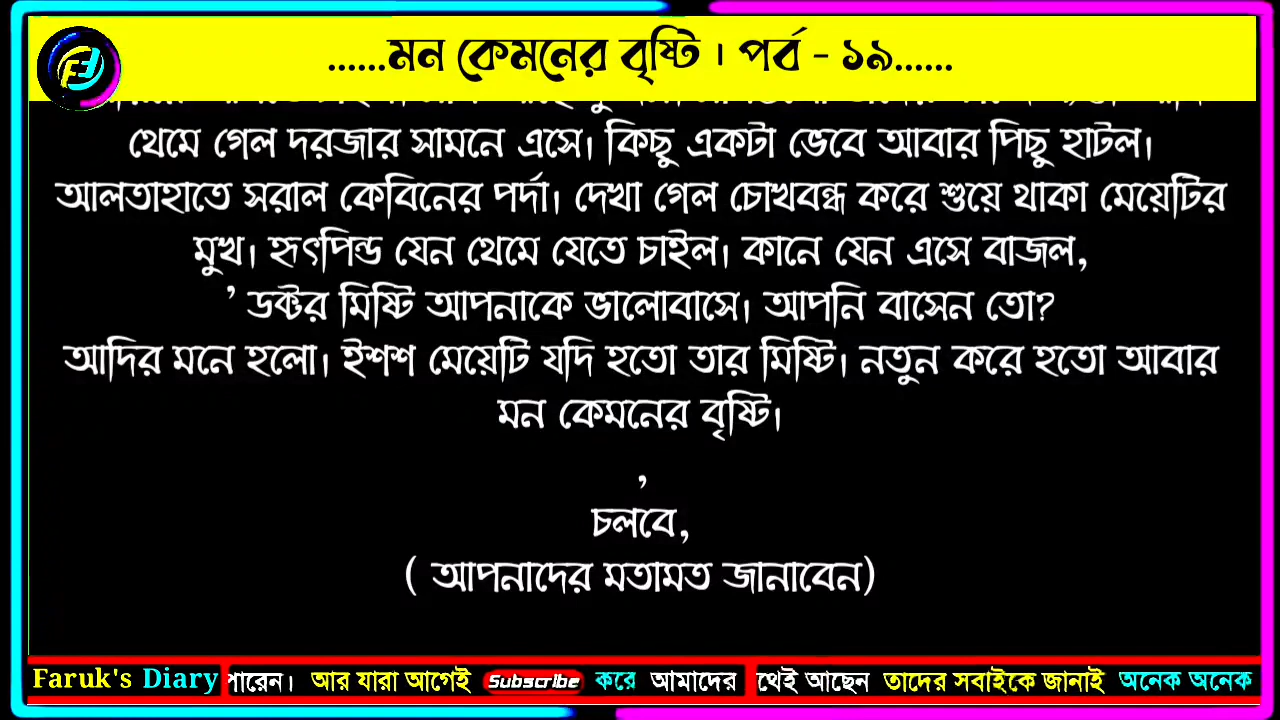 ......মন কেমনের বৃষ্টি । পর্ব - ১৯......
থেমে গেল দরজার সামনে এসে। কিছু একটা ভেবে আবার পিছু হাটল।
আলতাহাতে সরাল কেবিনের পর্দা। দেখা গেল চোখবন্ধ করে শুয়ে থাকা মেয়েটির
মুখ। হৃৎপিন্ড যেন থেমে যেতে চাইল। কানে যেন এসে বাজল,
’ ডক্টর মিষ্টি আপনাকে ভালোবাসে। আপনি বাসেন তো?
আদির মনে হলো। ইশশ মেয়েটি যদি হতো তার মিষ্টি। নতুন করে হতো আবার
মন কেমনের বৃষ্টি।
,
চলবে,
( আপনাদের মতামত জানাবেন)
Faruk's Diary পারেন। আর যারা আগেই Subscribe করে আমাদের থেই আছেন তাদের সবাইকে জানাই অনেক অনেক